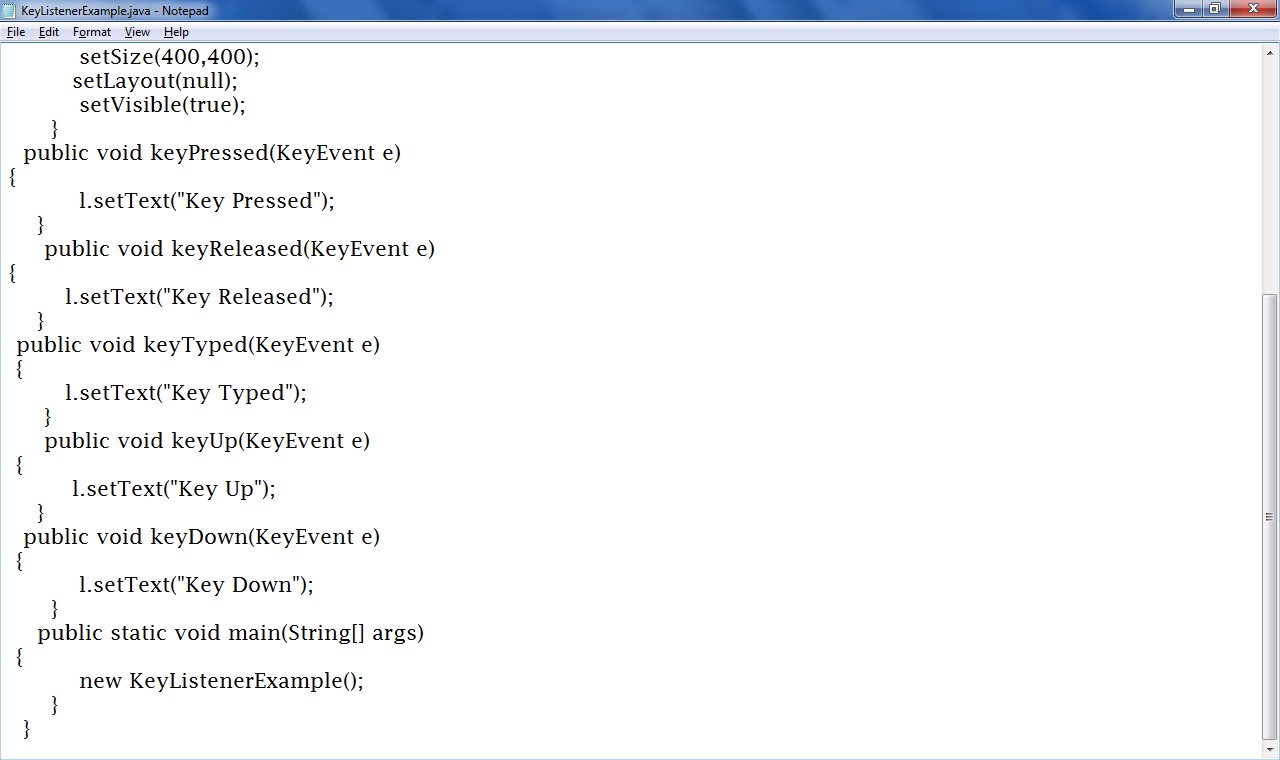 KeyListenerExample.java - Notepad
File Edit Format View Help
setSize(400,400);
setLayout(null);
setVisible(true);
}
public void keyPressed(KeyEvent e)
{
l.setText("Key Pressed");
}
public void keyReleased(KeyEvent e)
{
l.setText("Key Released");
}
public void keyTyped(KeyEvent e)
{
l.setText("Key Typed");
}
public void keyUp(KeyEvent e)
{
l.setText("Key Up");
}
public void keyDown(KeyEvent e)
{
l.setText("Key Down");
}
public static void main(String[] args)
{
new KeyListenerExample();
}
}